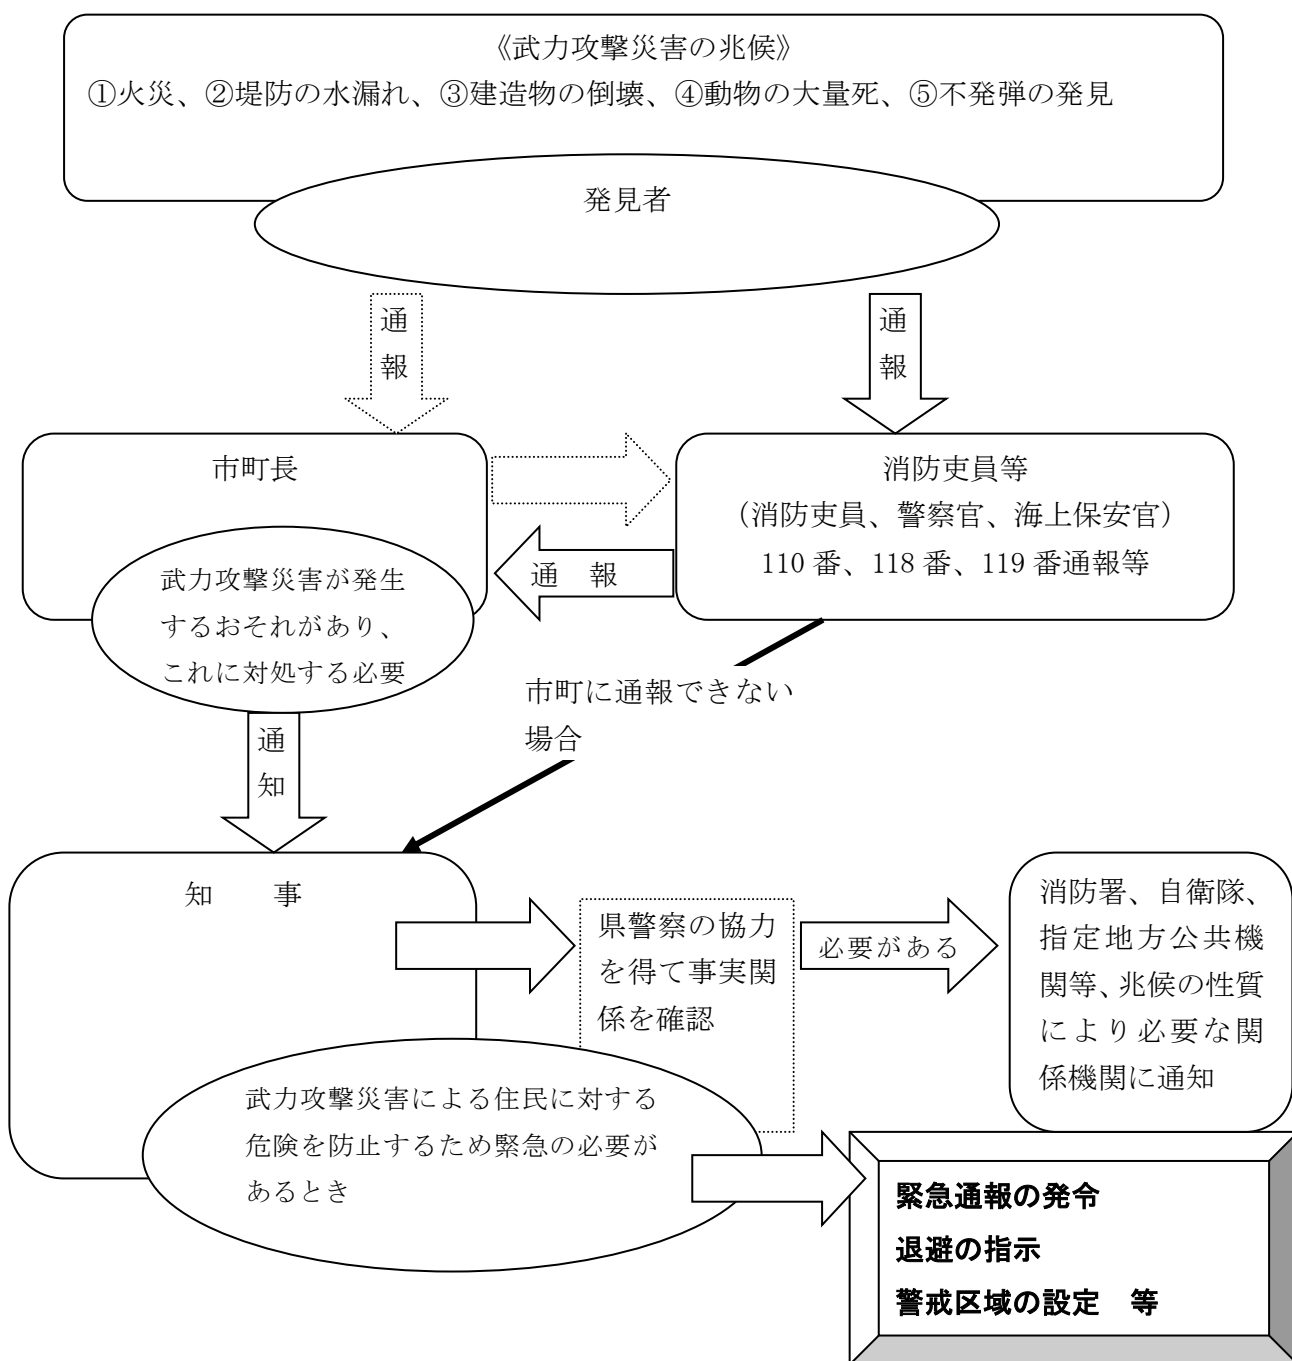 《武力攻撃災害の兆候》
①火災、②堤防の水漏れ、③建造物の倒壊、④動物の大量死、⑤不発弾の発見
発見者
通
報
通
報
市町長
消防吏員等
（消防吏員、警察官、海上保安官）
110 番、118 番、119 番通報等
通　報
武力攻撃災害が発生
するおそれがあり、
これに対処する必要
市町に通報できない
場合
通
知
知　　事
県警察の協力
を得て事実関
係を確認
必要がある
消防署、自衛隊、
指定地方公共機
関等、兆候の性質
により必要な関
係機関に通知
武力攻撃災害による住民に対する
危険を防止するため緊急の必要が
あるとき
緊急通報の発令
退避の指示
警戒区域の設定　等